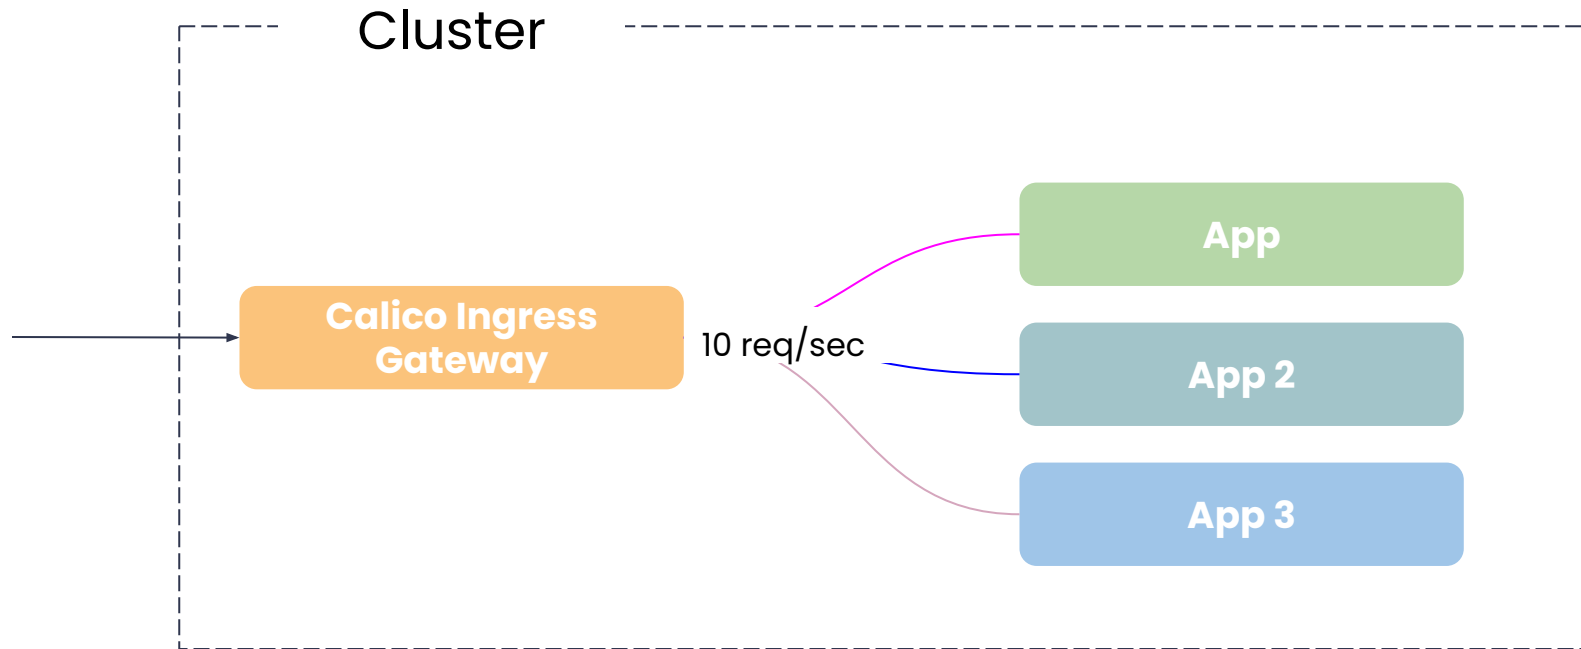 Cluster
Calico Ingress
Gateway
10 req/sec
App
App 2
App 3